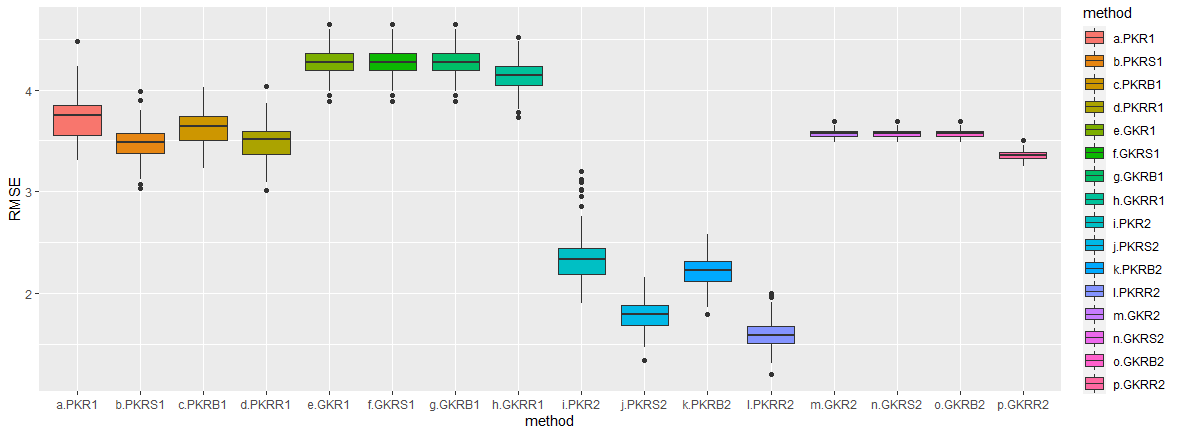 RMSE
4
3
2
a.PKR1
b.PKRS1
c.PKRB1
d.PKRR1
e.GKR1
f.GKRS1
g.GKRB1
h.GKRR1
i.PKR2
j.PKRS2
k.PKRB2
l.PKRR2
m.GKR2
n.GKRS2
o.GKRB2
p.GKRR2
method
method
a.PKR1
b.PKRS1
c.PKRB1
d.PKRR1
e.GKR1
f.GKRS1
g.GKRB1
h.GKRR1
i.PKR2
j.PKRS2
k.PKRB2
l.PKRR2
m.GKR2
n.GKRS2
o.GKRB2
p.GKRR2